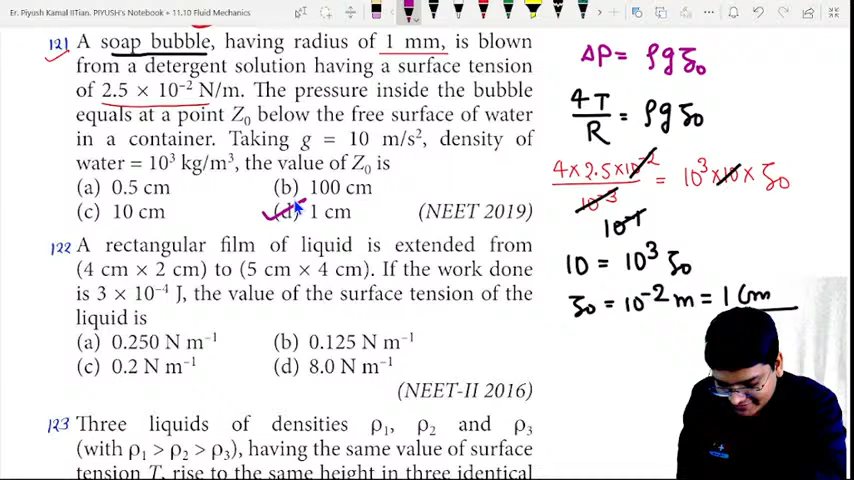 Er. Piyush Kamal IITian. PIYUSH's Notebook » 11.10 Fluid Mechanics
121 A soap bubble, having radius of 1 mm, is blown
from a detergent solution having a surface tension
of 2.5 × 10⁻² N/m. The pressure inside the bubble
equals at a point Z₀ below the free surface of water
in a container. Taking g = 10 m/s², density of
water = 10³ kg/m³, the value of Z₀ is
(a) 0.5 cm (b) 100 cm
(c) 10 cm (d) 1 cm (NEET 2019)
122 A rectangular film of liquid is extended from
(4 cm × 2 cm) to (5 cm × 4 cm). If the work done
is 3 × 10⁻⁴ J, the value of the surface tension of the
liquid is
(a) 0.250 N m⁻¹ (b) 0.125 N m⁻¹
(c) 0.2 N m⁻¹ (d) 8.0 N m⁻¹
(NEET-II 2016)
123 Three liquids of densities ρ₁, ρ₂ and ρ₃
(with ρ₁ > ρ₂ > ρ₃), having the same value of surface
tension T, rise to the same height in three identical
ΔP = ρg z₀
4T/R = ρg z₀
4 × 2.5 × 10⁻²/10⁻³ = 10³ × 10 × z₀
10⁻¹
10 = 10³ z₀
z₀ = 10⁻² m = 1 cm